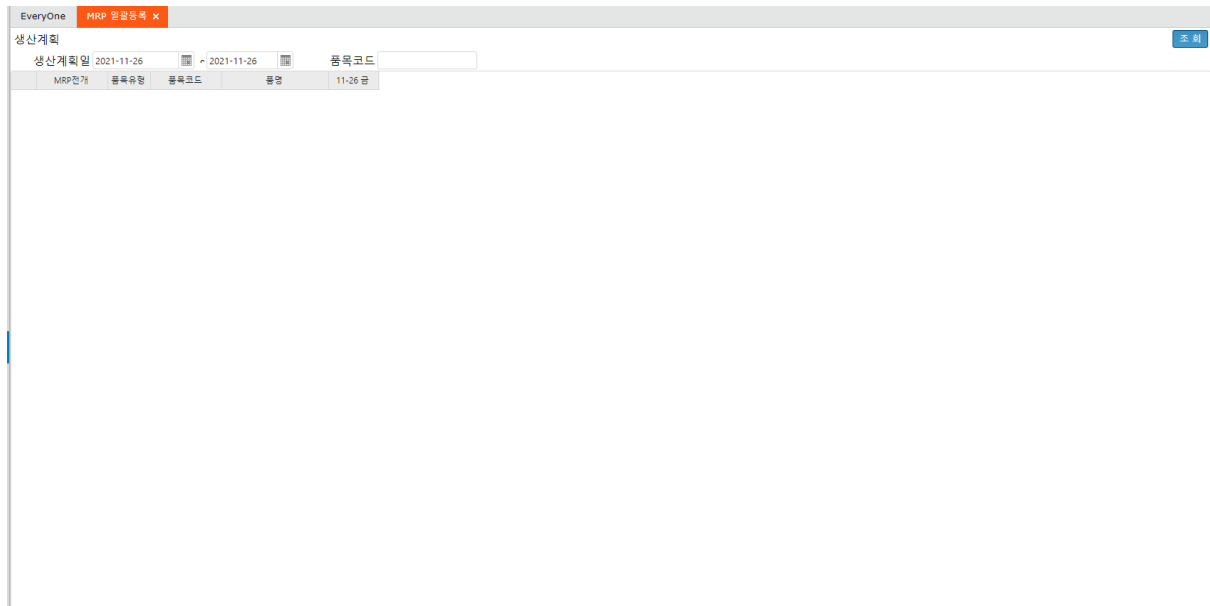 EveryOne MRP 일괄등록 ×
생산계획 조 회
생산계획일 2021-11-26 ~ 2021-11-26 품목코드
MRP전개 품목유형 품목코드 품명 11-26 금